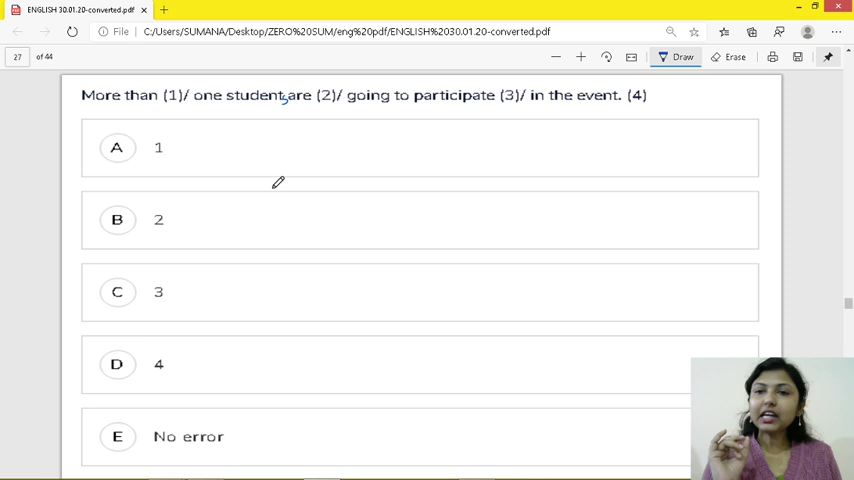 ENGLISH 30.01.20-converted.pdf
File
C:/Users/SUMANA/Desktop/ZERO%20SUM/eng%20pdf/ENGLISH%2030.01.20-converted.pdf
27 of 44
Draw
Erase
More than (1)/ one students are (2)/ going to participate (3)/ in the event. (4)
A 1
B 2
C 3
D 4
E No error